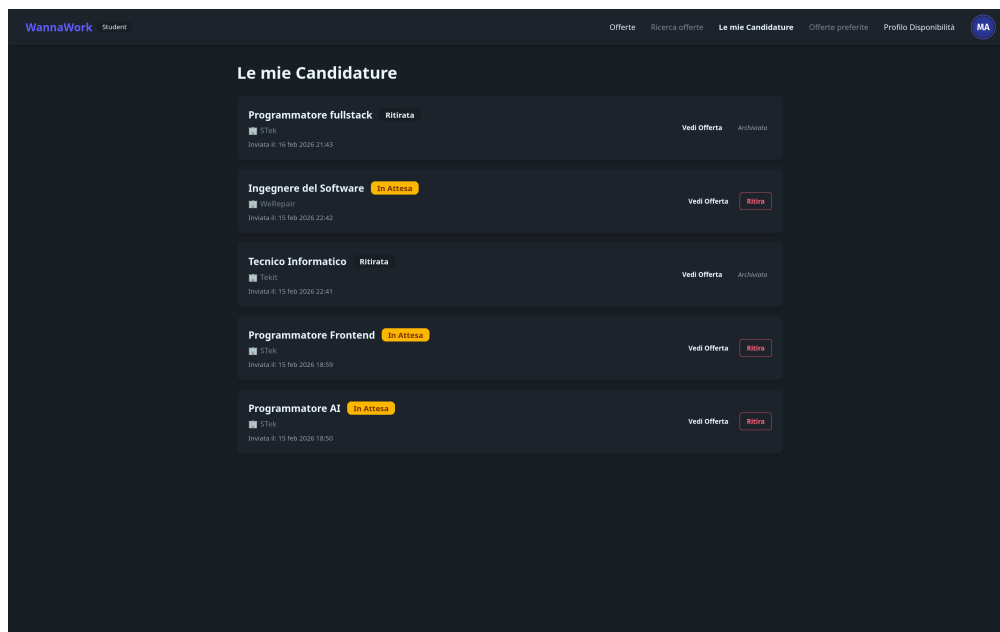 WannaWork Student Offerte Ricerca offerte Le mie Candidature Offerte preferite Profilo Disponibilità MA
Le mie Candidature
Programmatore fullstack Ritirata
STek
Inviata il: 16 feb 2026 21:43
Vedi Offerta Archiviata
Ingegnere del Software In Attesa
WeRepair
Inviata il: 15 feb 2026 22:42
Vedi Offerta Ritira
Tecnico Informatico Ritirata
Tekit
Inviata il: 15 feb 2026 22:41
Vedi Offerta Archiviata
Programmatore Frontend In Attesa
STek
Inviata il: 15 feb 2026 18:59
Vedi Offerta Ritira
Programmatore AI In Attesa
STek
Inviata il: 15 feb 2026 18:50
Vedi Offerta Ritira